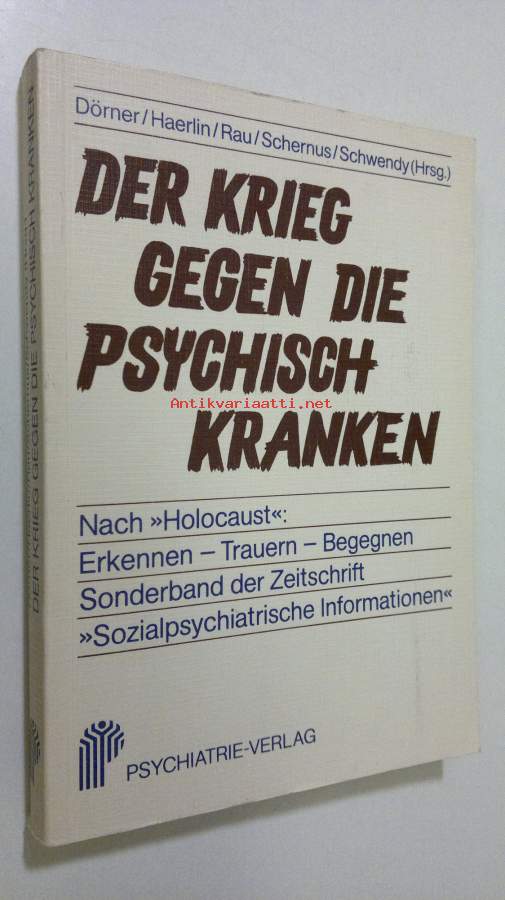 Dörner/Haerlin/Rau/Schernus/Schwendy(Hrsg.)
DER KRIEG
GEGEN DIE
PSYCHISCH
KRANKEN
Antikvariaatti.net
Nach »Holocaust«:
Erkennen – Trauern – Begegnen
Sonderband der Zeitschrift
»Sozialpsychiatrische Informationen«
PSYCHIATRIE-VERLAG
DER KRIEG GEGEN DIE PSYCHISCH KRANKEN